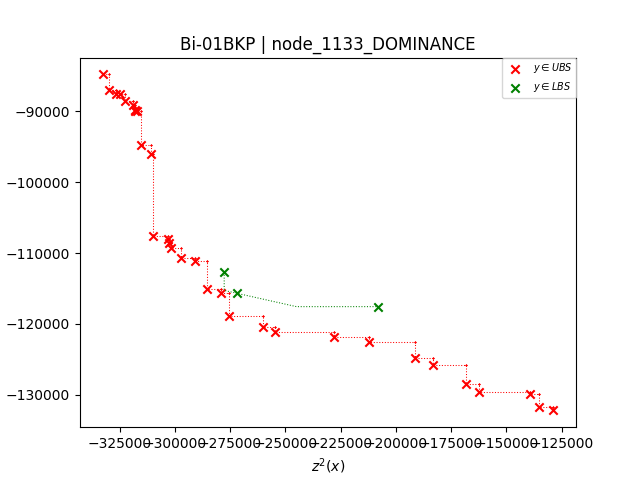 Bi-01BKP | node_1133_DOMINANCE
y ∈ UBS
y ∈ LBS
−90000
−100000
−110000
−120000
−130000
−325000 −300000 −275000 −250000 −225000 −200000 −175000 −150000 −125000
z²(x)